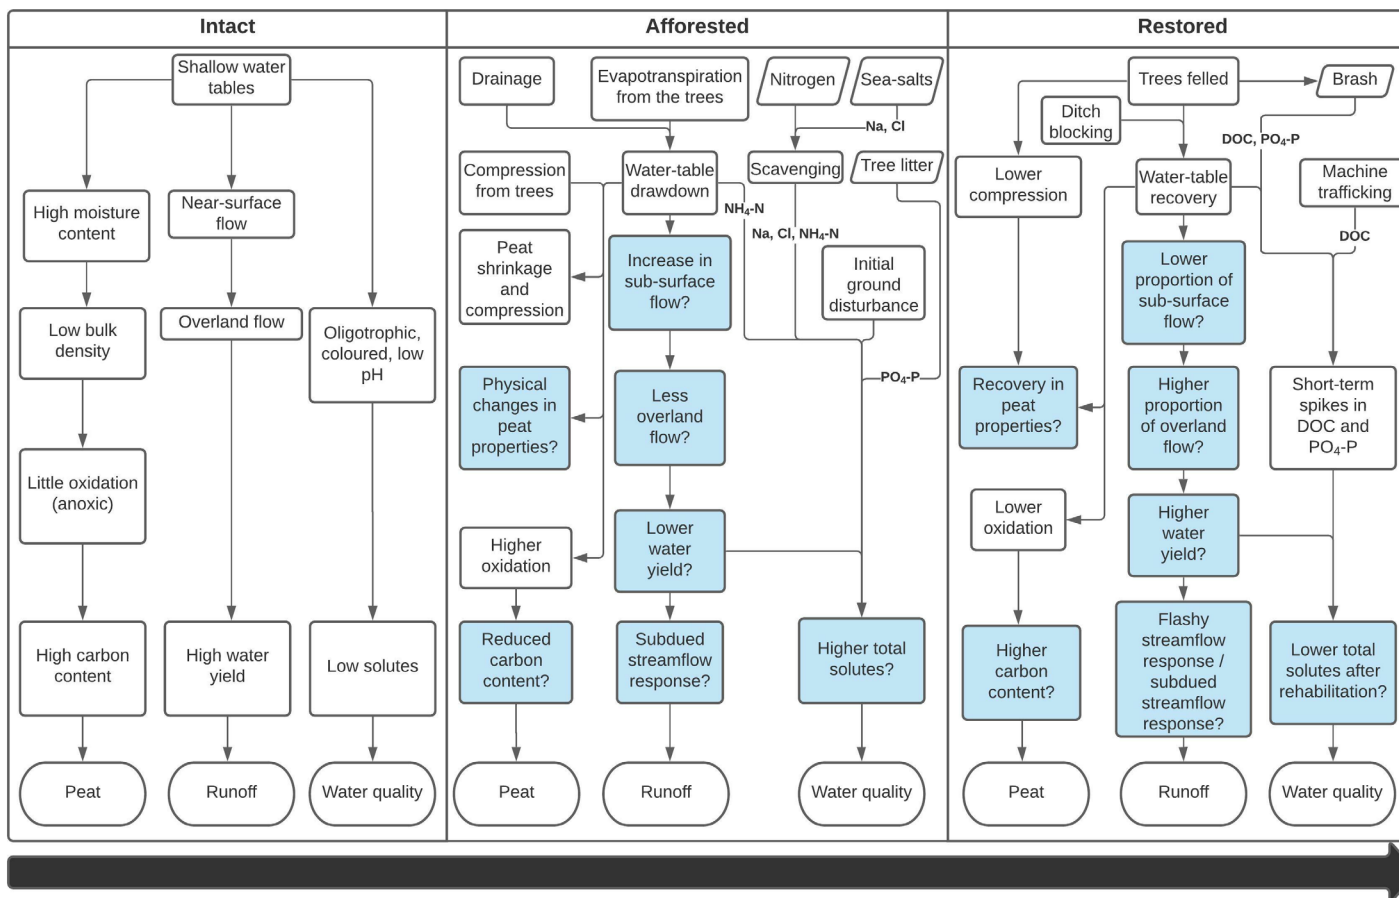 Intact
Shallow water
tables
High moisture
content
Near-surface
flow
Low bulk
density
Overland flow
Oligotrophic,
coloured, low
pH
Little oxidation
(anoxic)
High carbon
content
High water
yield
Low solutes
Peat
Runoff
Water quality
Afforested
Drainage
Evapotranspiration
from the trees
Nitrogen
Sea-salts
Na, Cl
Compression
from trees
Water-table
drawdown
Scavenging
Tree litter
NH₄-N
Na, Cl, NH₄-N
Peat
shrinkage
and
compression
Increase in
sub-surface
flow?
Initial
ground
disturbance
Physical
changes in
peat
properties?
Less
overland
flow?
PO₄-P
Higher
oxidation
Lower
water
yield?
Reduced
carbon
content?
Subdued
streamflow
response?
Higher total
solutes?
Peat
Runoff
Water quality
Restored
Trees felled
Brash
Ditch
blocking
DOC, PO₄-P
Lower
compression
Water-table
recovery
Machine
trafficking
DOC
Lower
proportion of
sub-surface
flow?
Recovery in
peat
properties?
Higher
proportion
of overland
flow?
Short-term
spikes in
DOC and
PO₄-P
Lower
oxidation
Higher
water
yield?
Higher
carbon
content?
Flashy
streamflow
response /
subdued
streamflow
response?
Lower total
solutes after
rehabilitation?
Peat
Runoff
Water quality